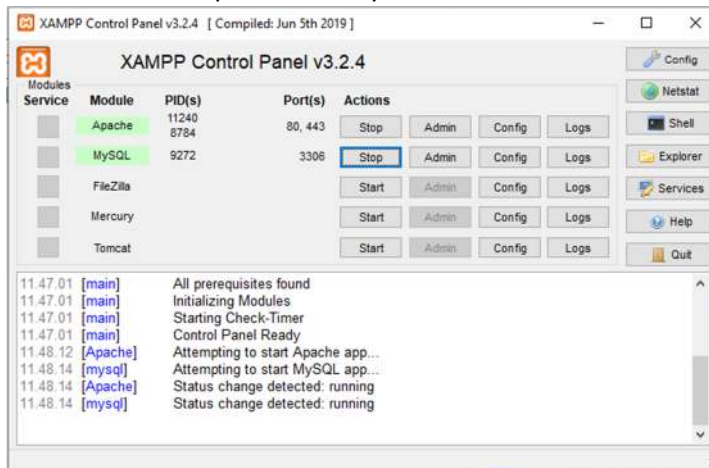 XAMPP Control Panel v3.2.4 [ Compiled: Jun 5th 2019 ]
XAMPP Control Panel v3.2.4
Config
Modules
Service Module PID(s) Port(s) Actions
Netstat
Apache 11240 8784 80, 443 Stop Admin Config Logs
Shell
MySQL 9272 3306 Stop Admin Config Logs
Explorer
FileZilla Start Admin Config Logs
Services
Mercury Start Admin Config Logs
Help
Tomcat Start Admin Config Logs
Quit
11.47.01 [main] All prerequisites found
11.47.01 [main] Initializing Modules
11.47.01 [main] Starting Check-Timer
11.47.01 [main] Control Panel Ready
11.48.12 [Apache] Attempting to start Apache app...
11.48.14 [mysql] Attempting to start MySQL app...
11.48.14 [Apache] Status change detected: running
11.48.14 [mysql] Status change detected: running